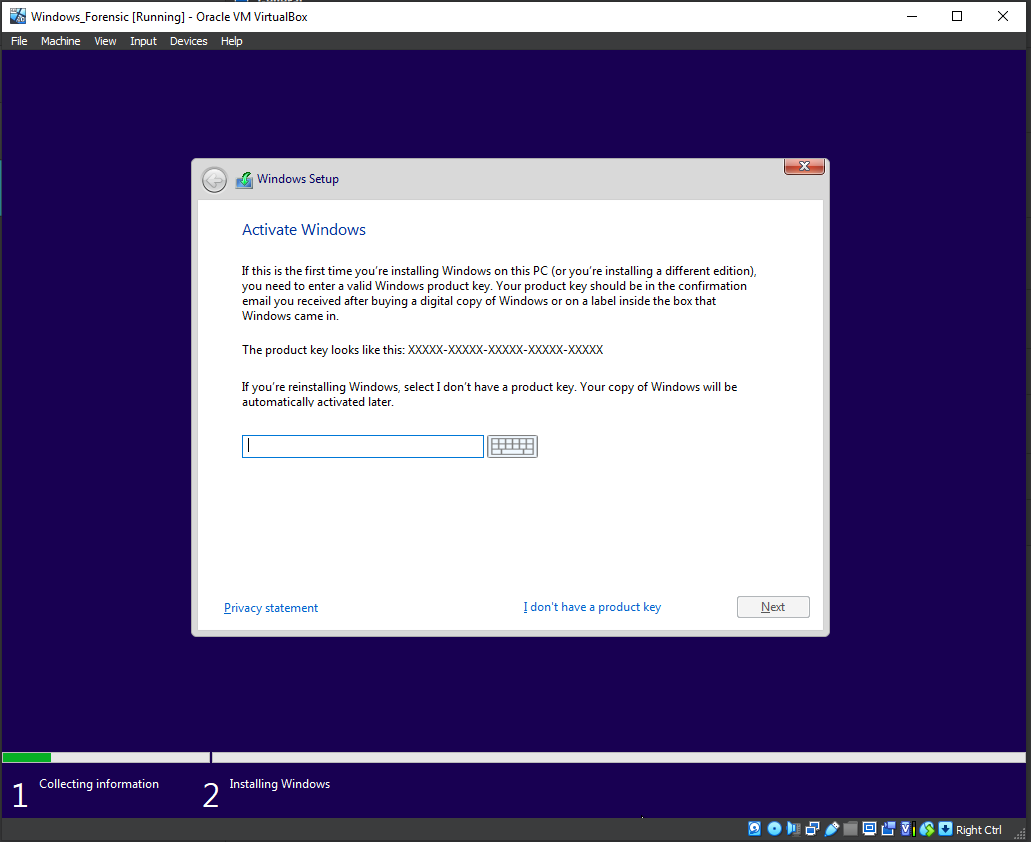 Windows_Forensic [Running] - Oracle VM VirtualBox
File Machine View Input Devices Help
Windows Setup
Activate Windows
If this is the first time you’re installing Windows on this PC (or you’re installing a different edition),
you need to enter a valid Windows product key. Your product key should be in the confirmation
email you received after buying a digital copy of Windows or on a label inside the box that
Windows came in.
The product key looks like this: XXXXX-XXXXX-XXXXX-XXXXX-XXXXX
If you’re reinstalling Windows, select I don’t have a product key. Your copy of Windows will be
automatically activated later.
Privacy statement
I don't have a product key
Next
1 Collecting information
2 Installing Windows
Right Ctrl